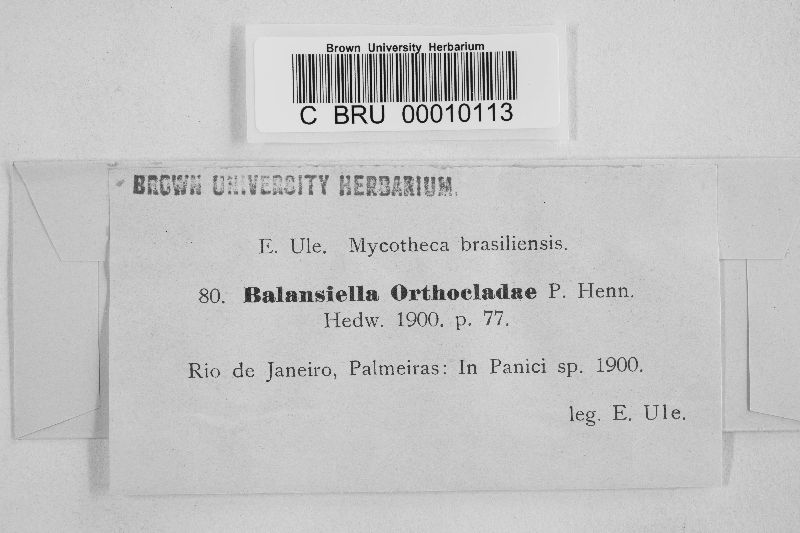 Brown University Herbarium
C BRU 00010113
BROWN UNIVERSITY HERBARIUM.
E. Ule. Mycotheca brasiliensis.
80. Balansiella Orthocladae P. Henn.
Hedw. 1900. p. 77.
Rio de Janeiro, Palmeiras: In Panici sp. 1900.
leg. E. Ule.